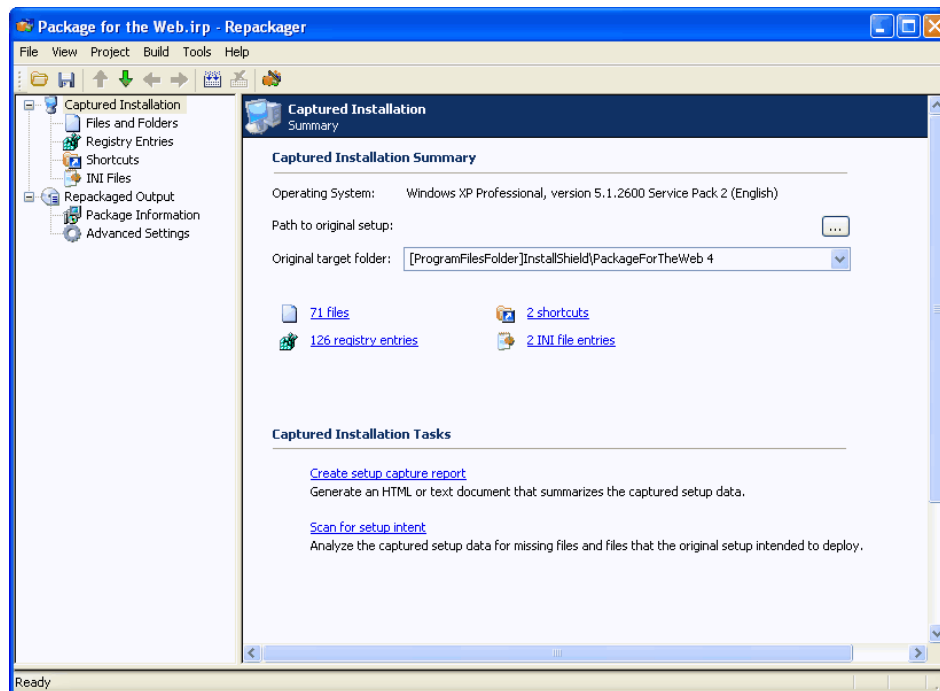 Package for the Web.irp - Repackager
File View Project Build Tools Help
Captured Installation
Files and Folders
Registry Entries
Shortcuts
INI Files
Repackaged Output
Package Information
Advanced Settings
Captured Installation
Summary
Captured Installation Summary
Operating System: Windows XP Professional, version 5.1.2600 Service Pack 2 (English)
Path to original setup: ...
Original target folder: [ProgramFilesFolder]InstallShield\PackageForTheWeb 4
71 files 2 shortcuts
126 registry entries 2 INI file entries
Captured Installation Tasks
Create setup capture report
Generate an HTML or text document that summarizes the captured setup data.
Scan for setup intent
Analyze the captured setup data for missing files and files that the original setup intended to deploy.
Ready